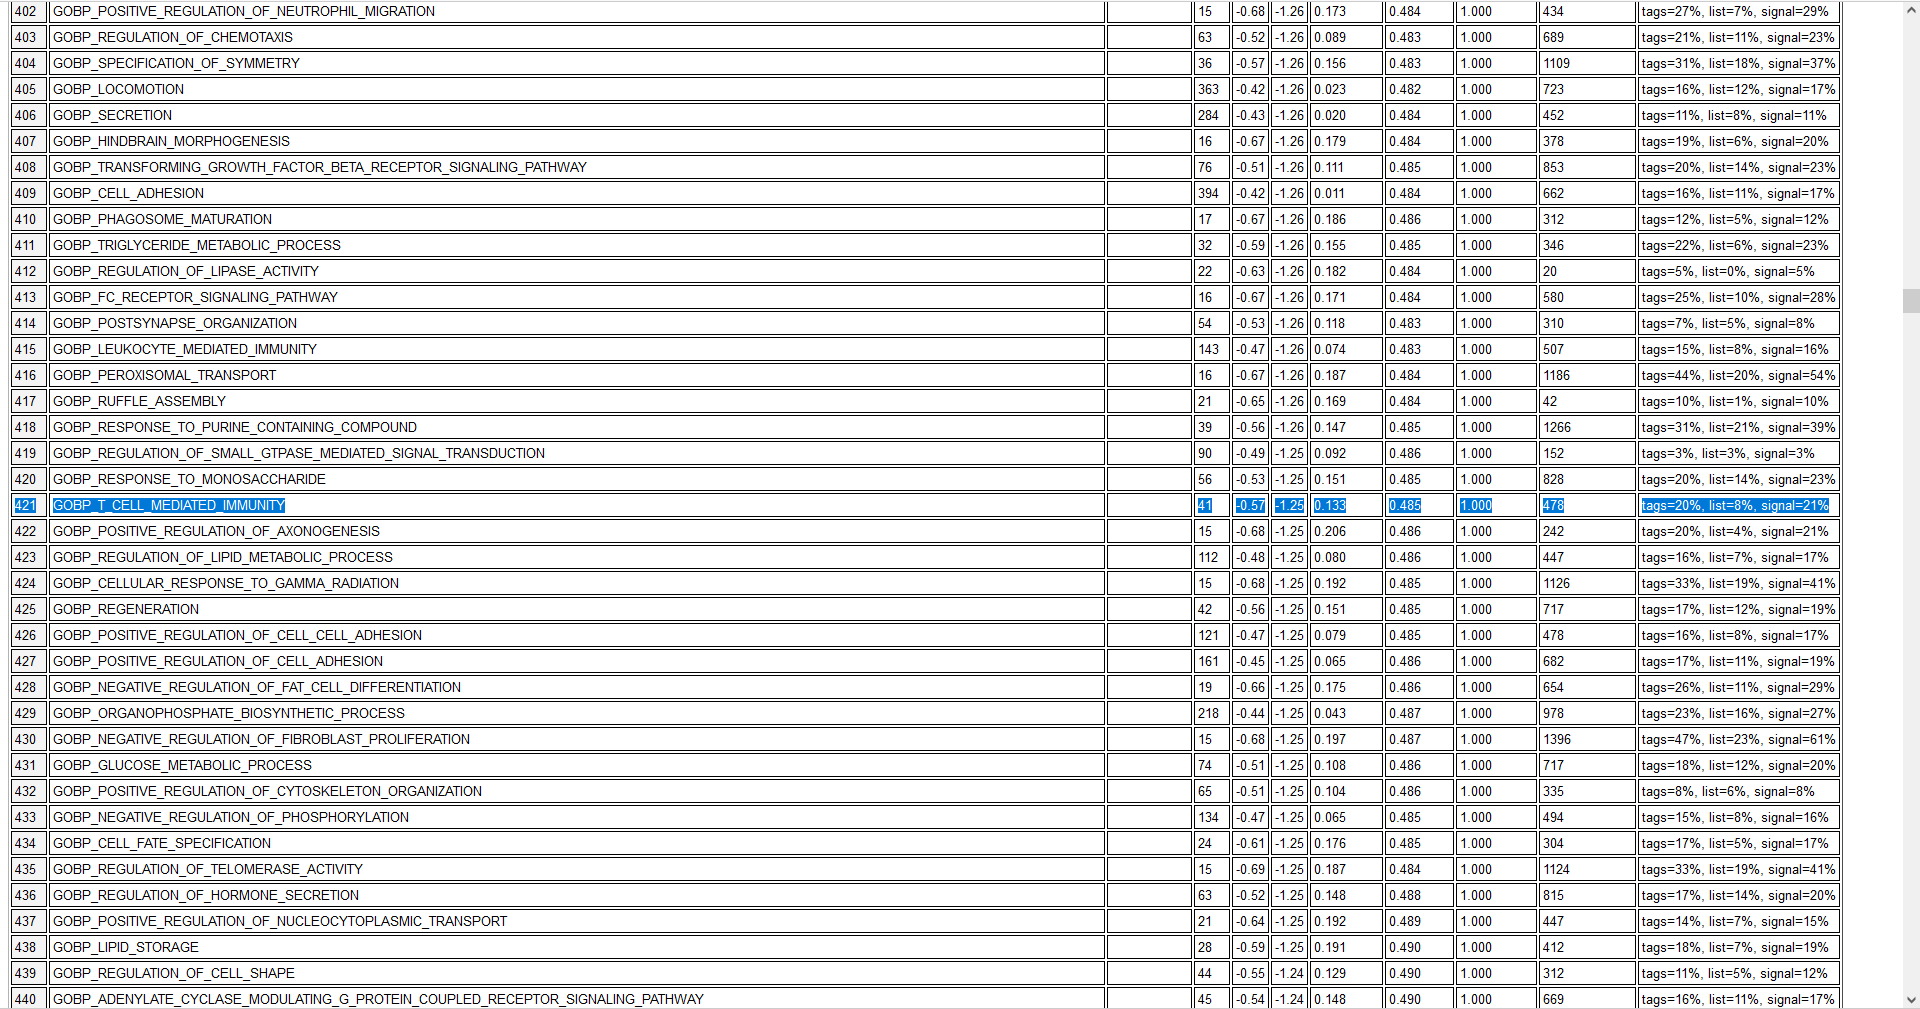 402 GOBP_POSITIVE_REGULATION_OF_NEUTROPHIL_MIGRATION 15 -0.68 -1.26 0.173 0.484 1.000 434 tags=27%, list=7%, signal=29%
403 GOBP_REGULATION_OF_CHEMOTAXIS 63 -0.52 -1.26 0.089 0.483 1.000 689 tags=21%, list=11%, signal=23%
404 GOBP_SPECIFICATION_OF_SYMMETRY 36 -0.57 -1.26 0.156 0.483 1.000 1109 tags=31%, list=18%, signal=37%
405 GOBP_LOCOMOTION 363 -0.42 -1.26 0.023 0.482 1.000 723 tags=16%, list=12%, signal=17%
406 GOBP_SECRETION 284 -0.43 -1.26 0.020 0.484 1.000 452 tags=11%, list=8%, signal=11%
407 GOBP_HINDBRAIN_MORPHOGENESIS 16 -0.67 -1.26 0.179 0.484 1.000 378 tags=19%, list=6%, signal=20%
408 GOBP_TRANSFORMING_GROWTH_FACTOR_BETA_RECEPTOR_SIGNALING_PATHWAY 76 -0.51 -1.26 0.111 0.485 1.000 853 tags=20%, list=14%, signal=23%
409 GOBP_CELL_ADHESION 394 -0.42 -1.26 0.011 0.484 1.000 662 tags=16%, list=11%, signal=17%
410 GOBP_PHAGOSOME_MATURATION 17 -0.67 -1.26 0.186 0.486 1.000 312 tags=12%, list=5%, signal=12%
411 GOBP_TRIGLYCERIDE_METABOLIC_PROCESS 32 -0.59 -1.26 0.155 0.485 1.000 346 tags=22%, list=6%, signal=23%
412 GOBP_REGULATION_OF_LIPASE_ACTIVITY 22 -0.63 -1.26 0.182 0.484 1.000 20 tags=5%, list=0%, signal=5%
413 GOBP_FC_RECEPTOR_SIGNALING_PATHWAY 16 -0.67 -1.26 0.171 0.484 1.000 580 tags=25%, list=10%, signal=28%
414 GOBP_POSTSYNAPSE_ORGANIZATION 54 -0.53 -1.26 0.118 0.483 1.000 310 tags=7%, list=5%, signal=8%
415 GOBP_LEUKOCYTE_MEDIATED_IMMUNITY 143 -0.47 -1.26 0.074 0.483 1.000 507 tags=15%, list=8%, signal=16%
416 GOBP_PEROXISOMAL_TRANSPORT 16 -0.67 -1.26 0.187 0.484 1.000 1186 tags=44%, list=20%, signal=54%
417 GOBP_RUFFLE_ASSEMBLY 21 -0.65 -1.26 0.169 0.484 1.000 42 tags=10%, list=1%, signal=10%
418 GOBP_RESPONSE_TO_PURINE_CONTAINING_COMPOUND 39 -0.56 -1.26 0.147 0.485 1.000 1266 tags=31%, list=21%, signal=39%
419 GOBP_REGULATION_OF_SMALL_GTPASE_MEDIATED_SIGNAL_TRANSDUCTION 90 -0.49 -1.25 0.092 0.486 1.000 152 tags=3%, list=3%, signal=3%
420 GOBP_RESPONSE_TO_MONOSACCHARIDE 56 -0.53 -1.25 0.151 0.485 1.000 828 tags=20%, list=14%, signal=23%
421 GOBP_T_CELL_MEDIATED_IMMUNITY 41 -0.57 -1.25 0.133 0.485 1.000 478 tags=20%, list=8%, signal=21%
422 GOBP_POSITIVE_REGULATION_OF_AXONOGENESIS 15 -0.68 -1.25 0.206 0.486 1.000 242 tags=20%, list=4%, signal=21%
423 GOBP_REGULATION_OF_LIPID_METABOLIC_PROCESS 112 -0.48 -1.25 0.080 0.486 1.000 447 tags=16%, list=7%, signal=17%
424 GOBP_CELLULAR_RESPONSE_TO_GAMMA_RADIATION 15 -0.68 -1.25 0.192 0.485 1.000 1126 tags=33%, list=19%, signal=41%
425 GOBP_REGENERATION 42 -0.56 -1.25 0.151 0.485 1.000 717 tags=17%, list=12%, signal=19%
426 GOBP_POSITIVE_REGULATION_OF_CELL_CELL_ADHESION 121 -0.47 -1.25 0.079 0.485 1.000 478 tags=16%, list=8%, signal=17%
427 GOBP_POSITIVE_REGULATION_OF_CELL_ADHESION 161 -0.45 -1.25 0.065 0.486 1.000 682 tags=17%, list=11%, signal=19%
428 GOBP_NEGATIVE_REGULATION_OF_FAT_CELL_DIFFERENTIATION 19 -0.66 -1.25 0.175 0.486 1.000 654 tags=26%, list=11%, signal=29%
429 GOBP_ORGANOPHOSPHATE_BIOSYNTHETIC_PROCESS 218 -0.44 -1.25 0.043 0.487 1.000 978 tags=23%, list=16%, signal=27%
430 GOBP_NEGATIVE_REGULATION_OF_FIBROBLAST_PROLIFERATION 15 -0.68 -1.25 0.197 0.487 1.000 1396 tags=47%, list=23%, signal=61%
431 GOBP_GLUCOSE_METABOLIC_PROCESS 74 -0.51 -1.25 0.108 0.486 1.000 717 tags=18%, list=12%, signal=20%
432 GOBP_POSITIVE_REGULATION_OF_CYTOSKELETON_ORGANIZATION 65 -0.51 -1.25 0.104 0.486 1.000 335 tags=8%, list=6%, signal=8%
433 GOBP_NEGATIVE_REGULATION_OF_PHOSPHORYLATION 134 -0.47 -1.25 0.065 0.485 1.000 494 tags=15%, list=8%, signal=16%
434 GOBP_CELL_FATE_SPECIFICATION 24 -0.61 -1.25 0.176 0.484 1.000 304 tags=17%, list=5%, signal=17%
435 GOBP_REGULATION_OF_TELOMERASE_ACTIVITY 15 -0.69 -1.25 0.187 0.484 1.000 1124 tags=33%, list=19%, signal=41%
436 GOBP_REGULATION_OF_HORMONE_SECRETION 63 -0.52 -1.25 0.148 0.488 1.000 815 tags=17%, list=14%, signal=20%
437 GOBP_POSITIVE_REGULATION_OF_NUCLEOCYTOPLASMIC_TRANSPORT 21 -0.64 -1.25 0.192 0.489 1.000 447 tags=14%, list=7%, signal=15%
438 GOBP_LIPID_STORAGE 28 -0.59 -1.25 0.191 0.490 1.000 412 tags=18%, list=7%, signal=19%
439 GOBP_REGULATION_OF_CELL_SHAPE 44 -0.55 -1.24 0.129 0.490 1.000 312 tags=11%, list=5%, signal=12%
440 GOBP_ADENYLATE_CYCLASE_MODULATING_G_PROTEIN_COUPLED_RECEPTOR_SIGNALING_PATHWAY 45 -0.54 -1.24 0.148 0.490 1.000 669 tags=16%, list=11%, signal=17%